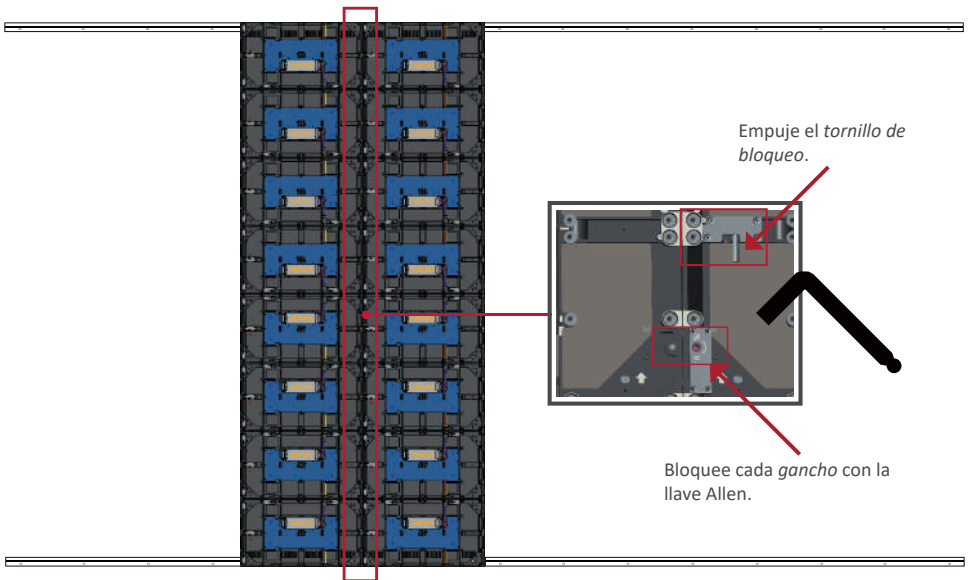 Empuje el tornillo de
bloqueo.
Bloquee cada gancho con la
llave Allen.